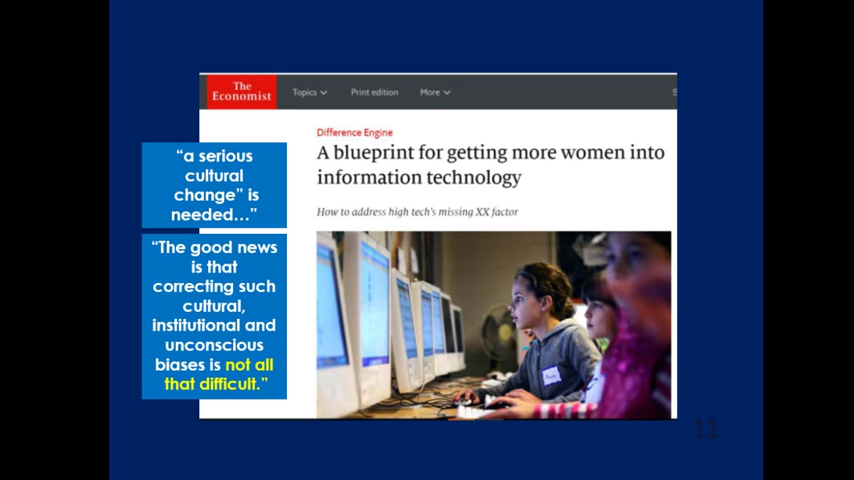 The
Economist
Topics
Print edition
More
S
Difference Engine
A blueprint for getting more women into
information technology
How to address high tech's missing XX factor
“a serious
cultural
change” is
needed…”
“The good news
is that
correcting such
cultural,
institutional and
unconscious
biases is not all
that difficult.”
11